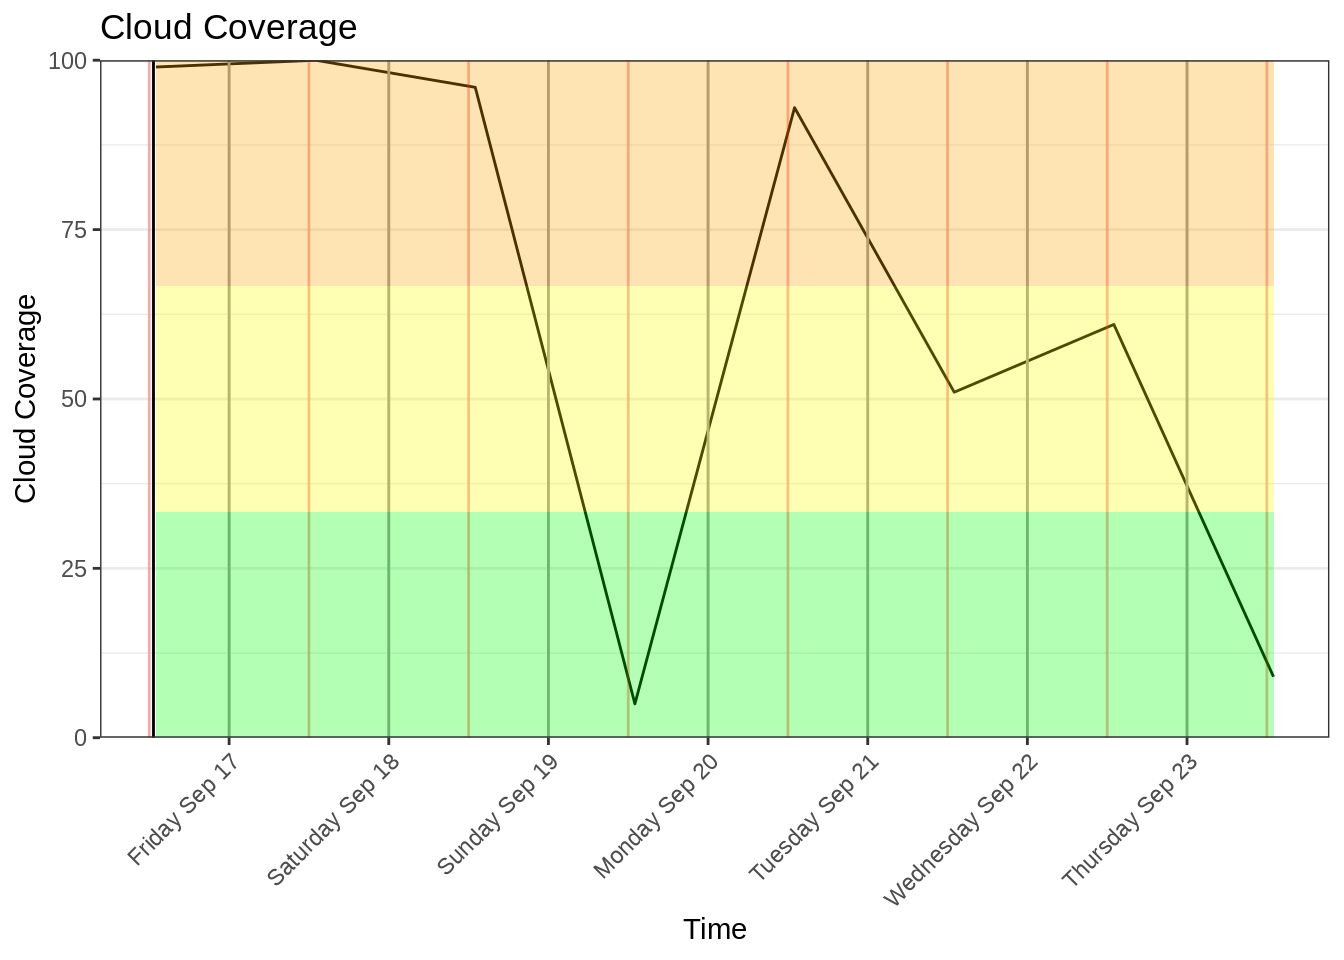 Cloud Coverage
Cloud Coverage
100
75
50
25
0
Friday Sep 17
Saturday Sep 18
Sunday Sep 19
Monday Sep 20
Tuesday Sep 21
Wednesday Sep 22
Thursday Sep 23
Time